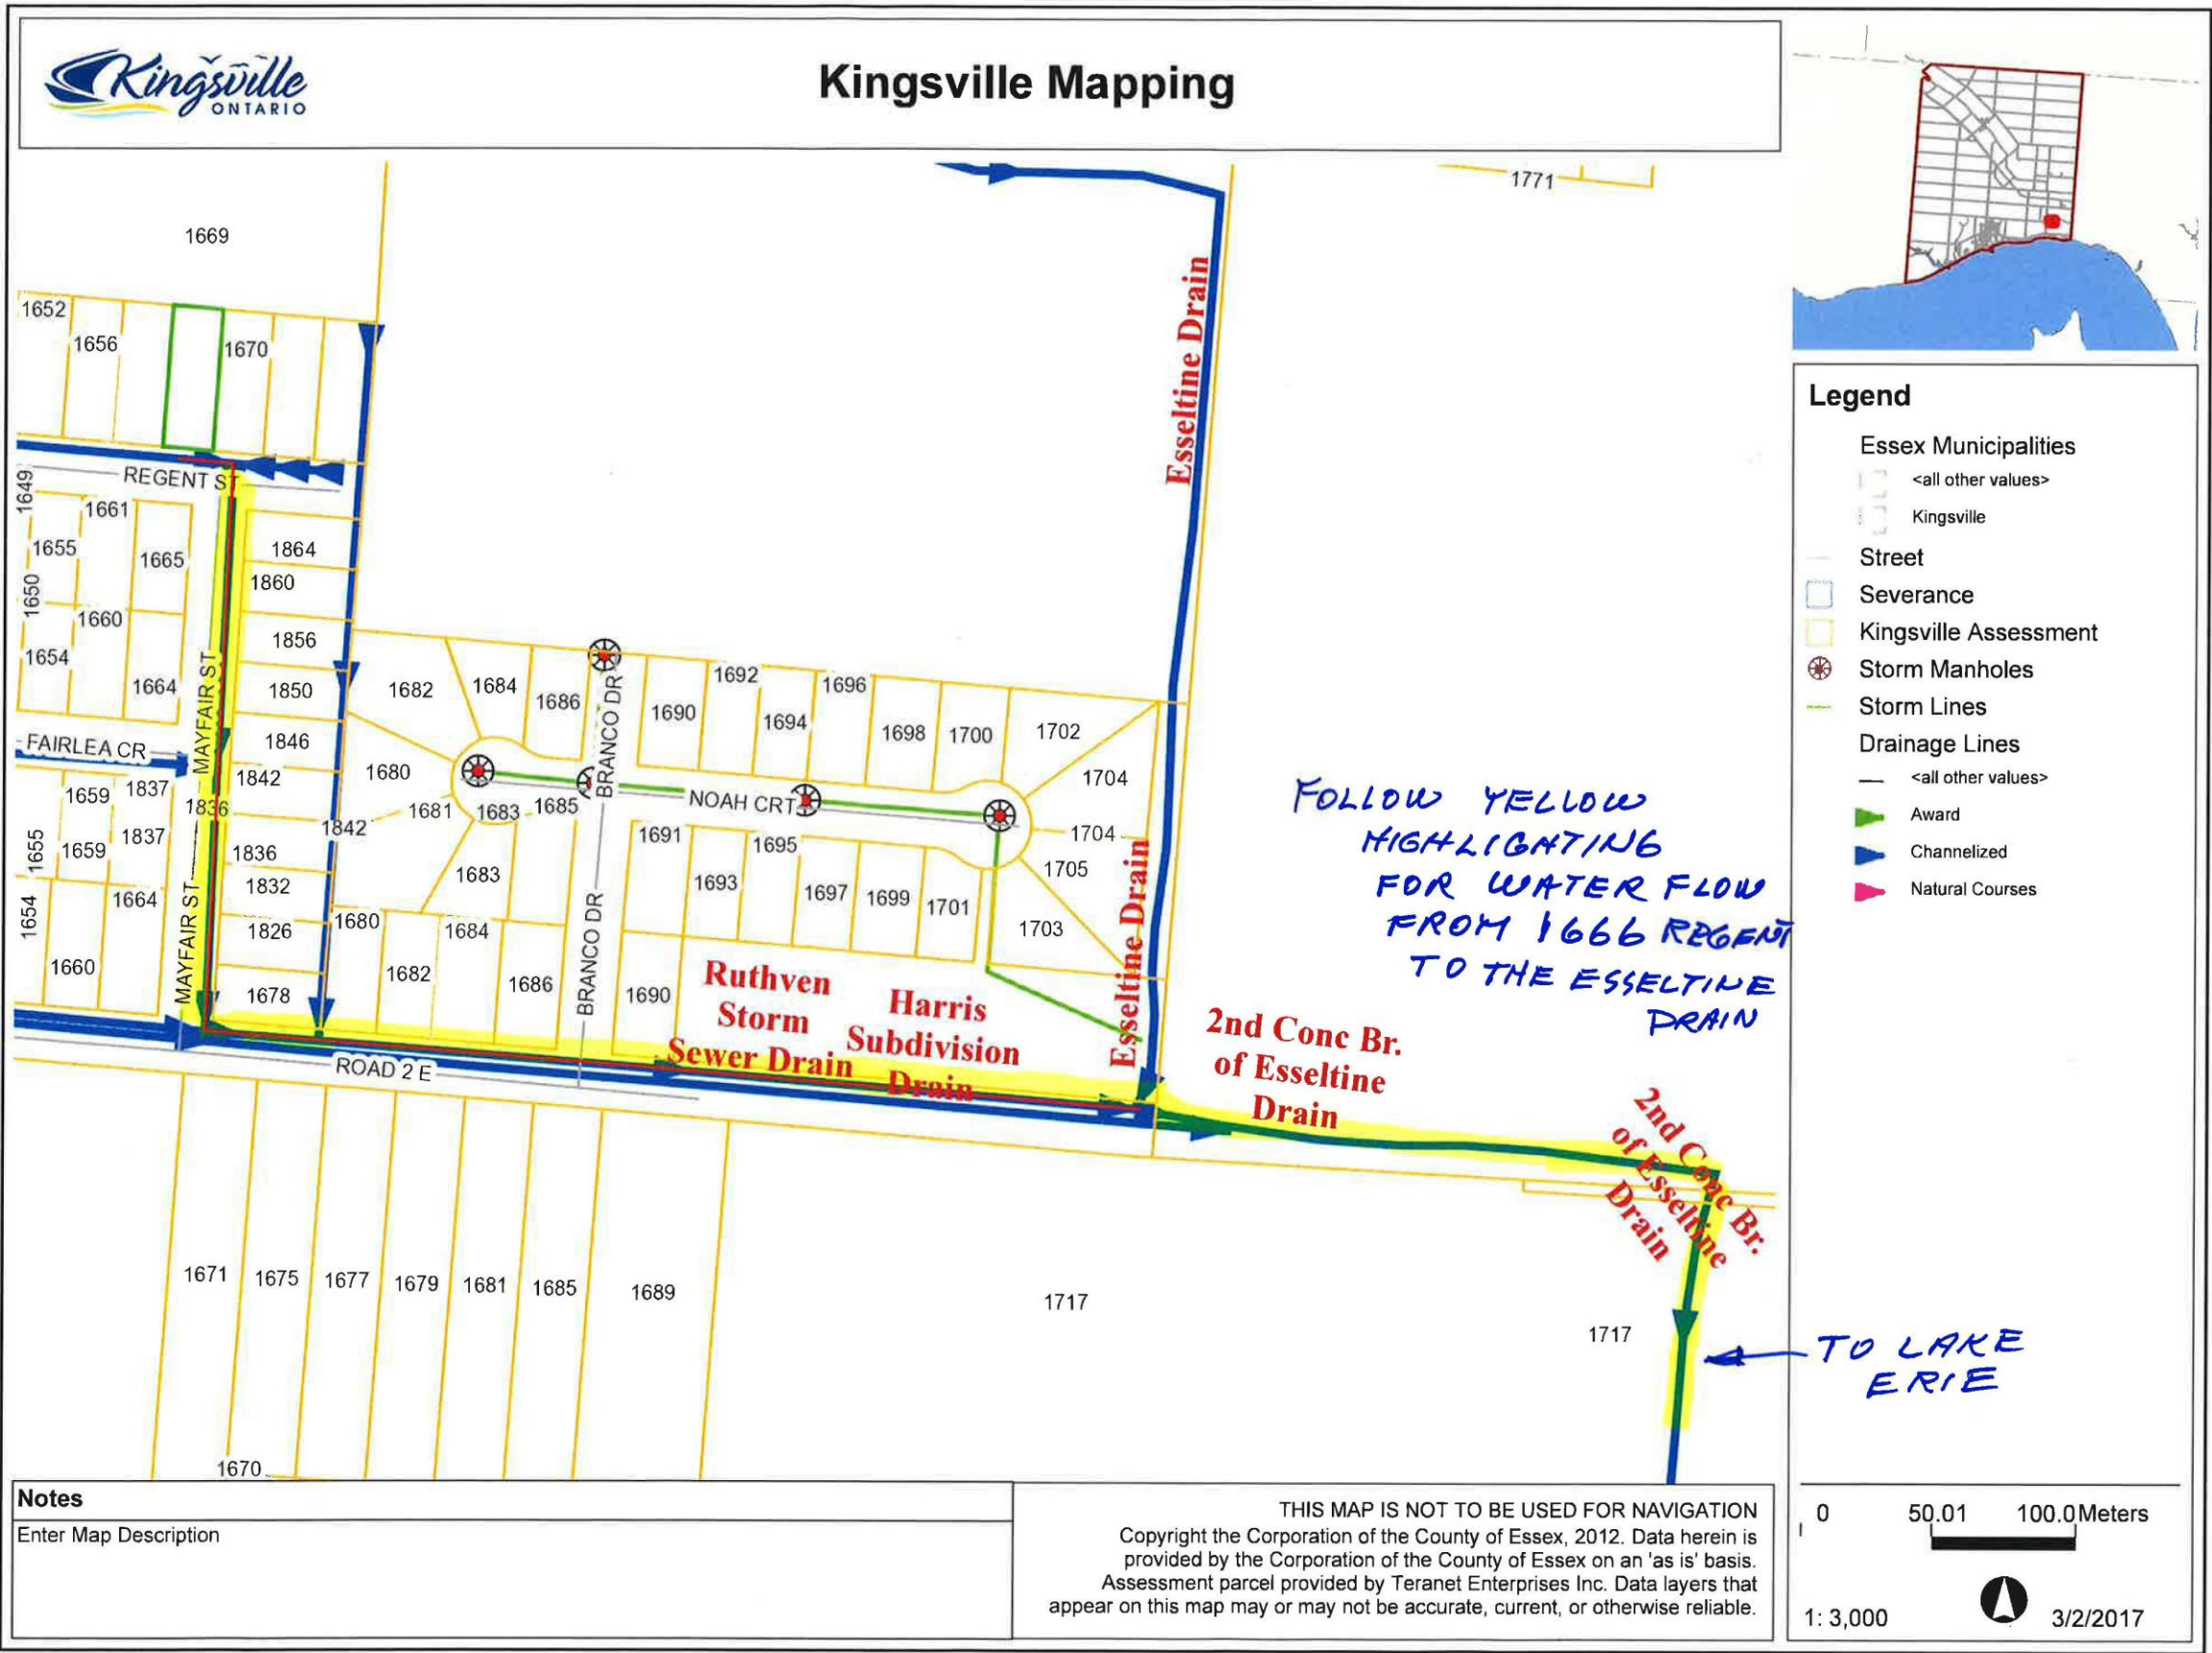 Kingsville
ONTARIO
Kingsville Mapping
1771
1669
Esseltine Drain
1652
1656
1670
REGENT ST
1649
1661
1655
1665
1864
1650
1860
1660
1856
1654
1664
MAYFAIR ST
1850
1682
1684
1686
BRANCO DR
1690
1692
1694
1696
1698
1700
1702
1704
FAIRLEA CR
1846
1842
1680
1659
1837
1836
1842
1681
1683
1685
NOAH CRT
1704
1655
1659
1837
1836
1691
1695
1705
Esseltine Drain
1832
1683
1693
1697
1699
1701
1703
1654
1664
MAYFAIR ST
1826
1680
1682
1684
1686
BRANCO DR
1690
1660
1678
Ruthven
Storm
Sewer Drain
Harris
Subdivision
Drain
2nd Conc Br.
of Esseltine
Drain
2nd Conc Br.
of Esseltine
Drain
ROAD 2 E
FOLLOW YELLOW
HIGHLIGHTING
FOR WATER FLOW
FROM 1666 REGENT
TO THE ESSELTINE
DRAIN
1671
1675
1677
1679
1681
1685
1689
1717
1717
1670
TO LAKE
ERIE
Legend
Essex Municipalities
<all other values>
Kingsville
Street
Severance
Kingsville Assessment
Storm Manholes
Storm Lines
Drainage Lines
<all other values>
Award
Channelized
Natural Courses
Notes
Enter Map Description
THIS MAP IS NOT TO BE USED FOR NAVIGATION
Copyright the Corporation of the County of Essex, 2012. Data herein is
provided by the Corporation of the County of Essex on an 'as is' basis.
Assessment parcel provided by Teranet Enterprises Inc. Data layers that
appear on this map may or may not be accurate, current, or otherwise reliable.
0 50.01 100.0 Meters
1: 3,000
3/2/2017